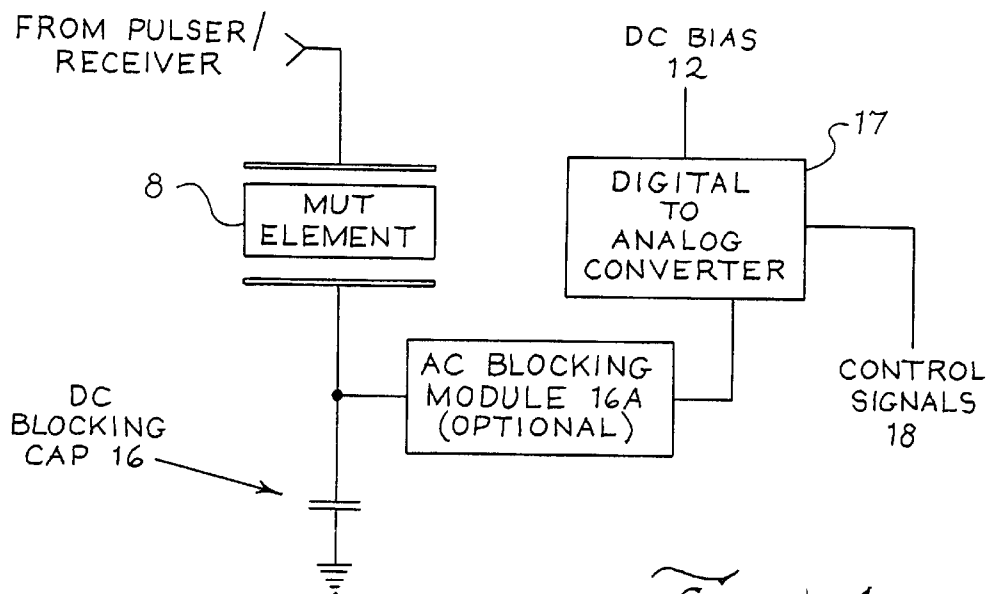 FROM PULSER/
RECEIVER
DC BIAS
12
17
8
MUT
ELEMENT
DIGITAL
TO
ANALOG
CONVERTER
AC BLOCKING
MODULE 16A
(OPTIONAL)
CONTROL
SIGNALS
18
DC
BLOCKING
CAP 16